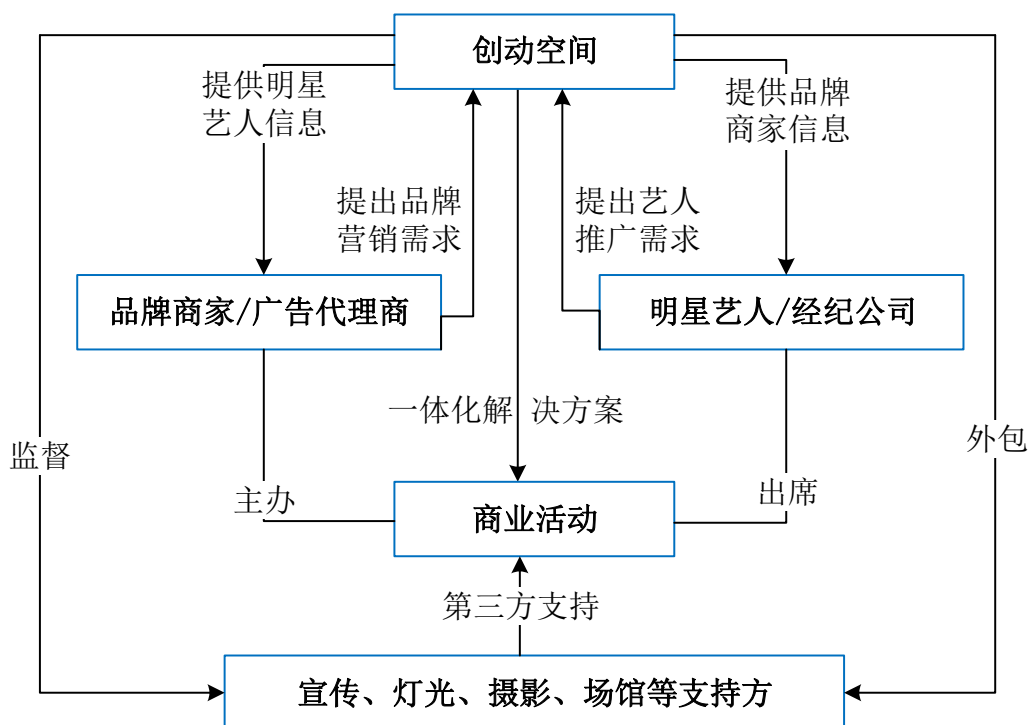 创动空间
提供明星
艺人信息
提供品牌
商家信息
提出品牌
营销需求
提出艺人
推广需求
品牌商家/广告代理商
明星艺人/经纪公司
一体化解 决方案
监督
外包
主办
商业活动
出席
第三方支持
宣传、灯光、摄影、场馆等支持方